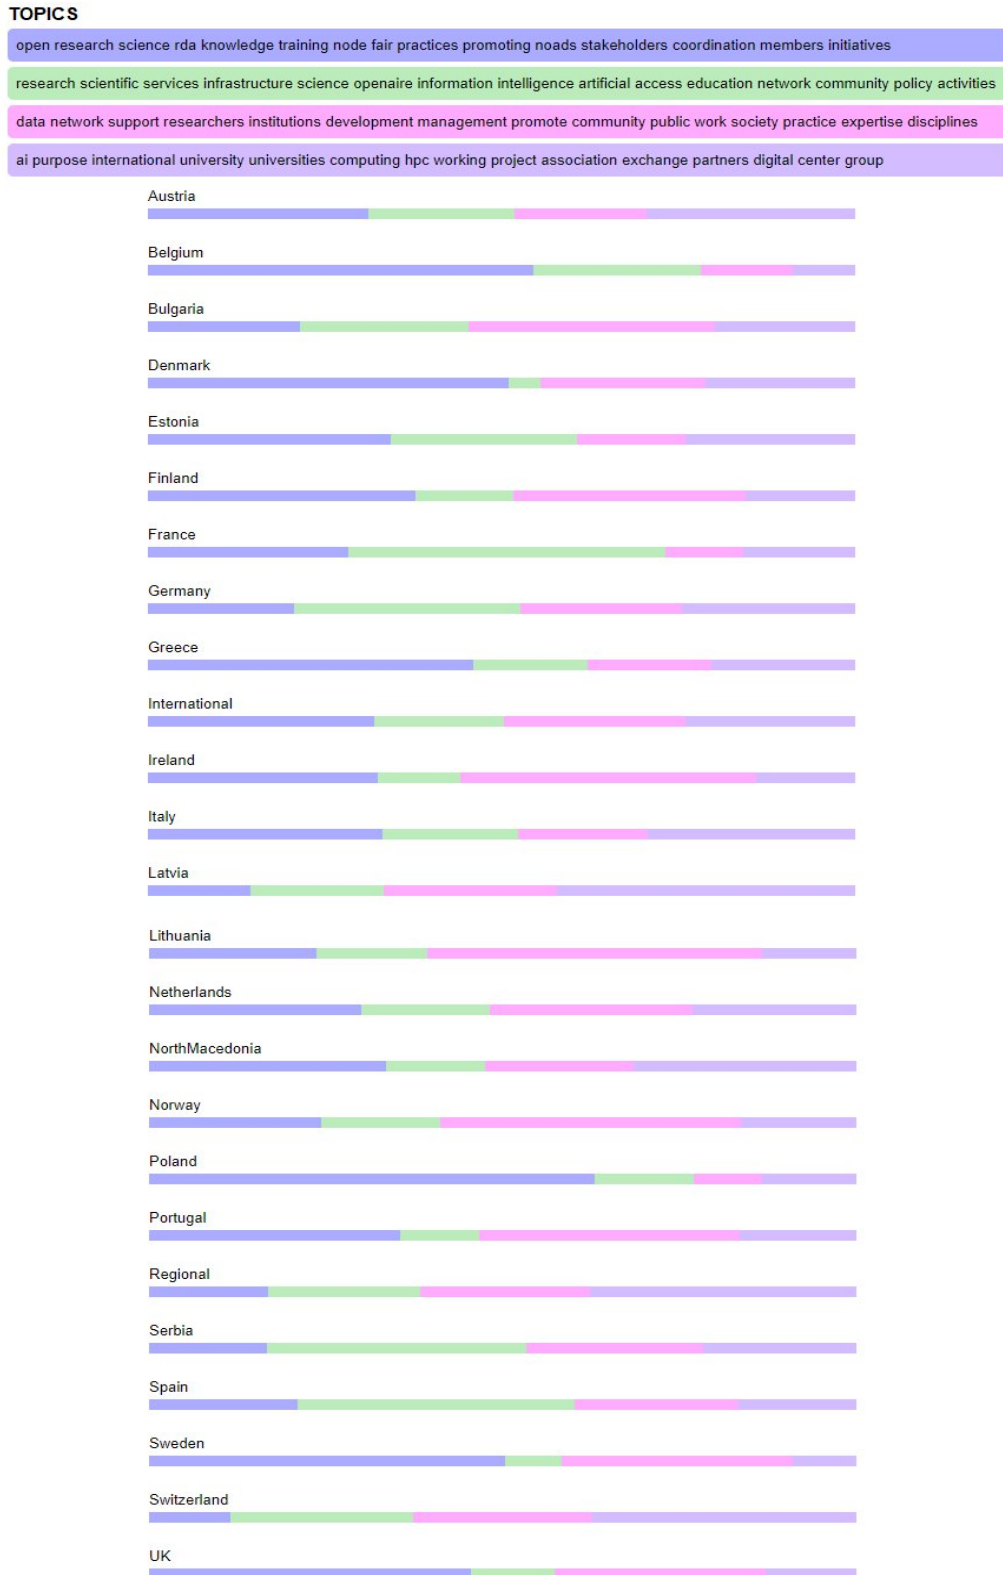 TOPICS
open research science rda knowledge training node fair practices promoting noads stakeholders coordination members initiatives
research scientific services infrastructure science openaire information intelligence artificial access education network community policy activities
data network support researchers institutions development management promote community public work society practice expertise disciplines
ai purpose international university universities computing hpc working project association exchange partners digital center group
Austria
Belgium
Bulgaria
Denmark
Estonia
Finland
France
Germany
Greece
International
Ireland
Italy
Latvia
Lithuania
Netherlands
NorthMacedonia
Norway
Poland
Portugal
Regional
Serbia
Spain
Sweden
Switzerland
UK